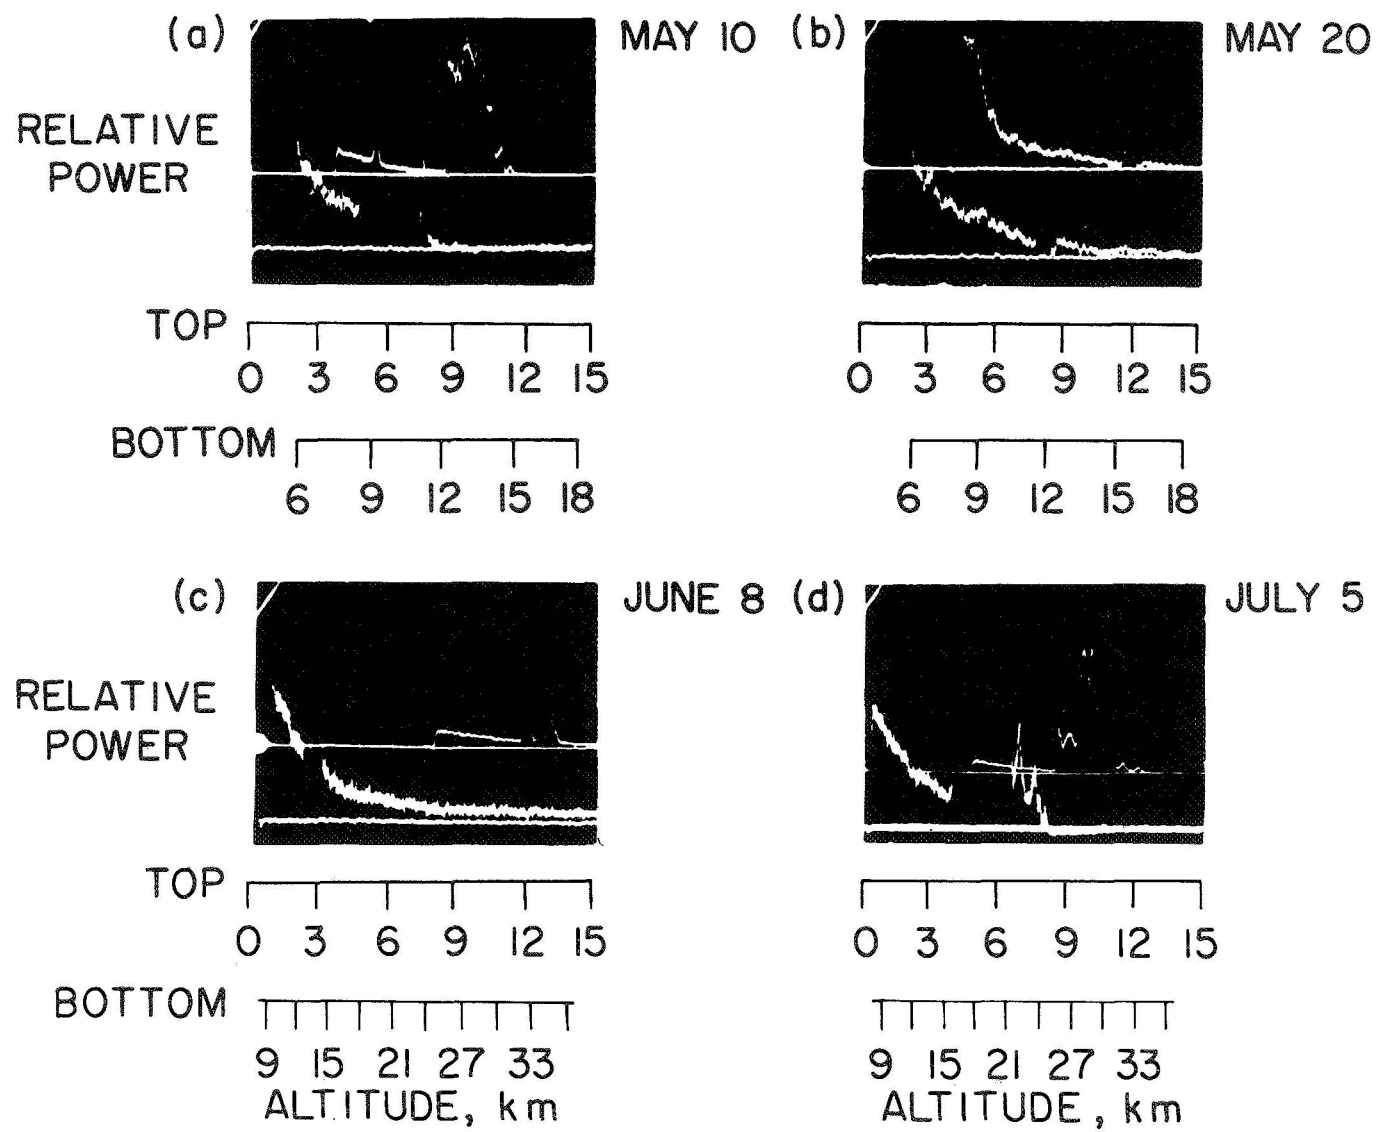 (a) MAY 10 (b) MAY 20
RELATIVE
POWER
TOP
0 3 6 9 12 15 0 3 6 9 12 15
BOTTOM
6 9 12 15 18 6 9 12 15 18
(c) JUNE 8 (d) JULY 5
RELATIVE
POWER
TOP
0 3 6 9 12 15 0 3 6 9 12 15
BOTTOM
9 15 21 27 33 9 15 21 27 33
ALTITUDE, km ALTITUDE, km